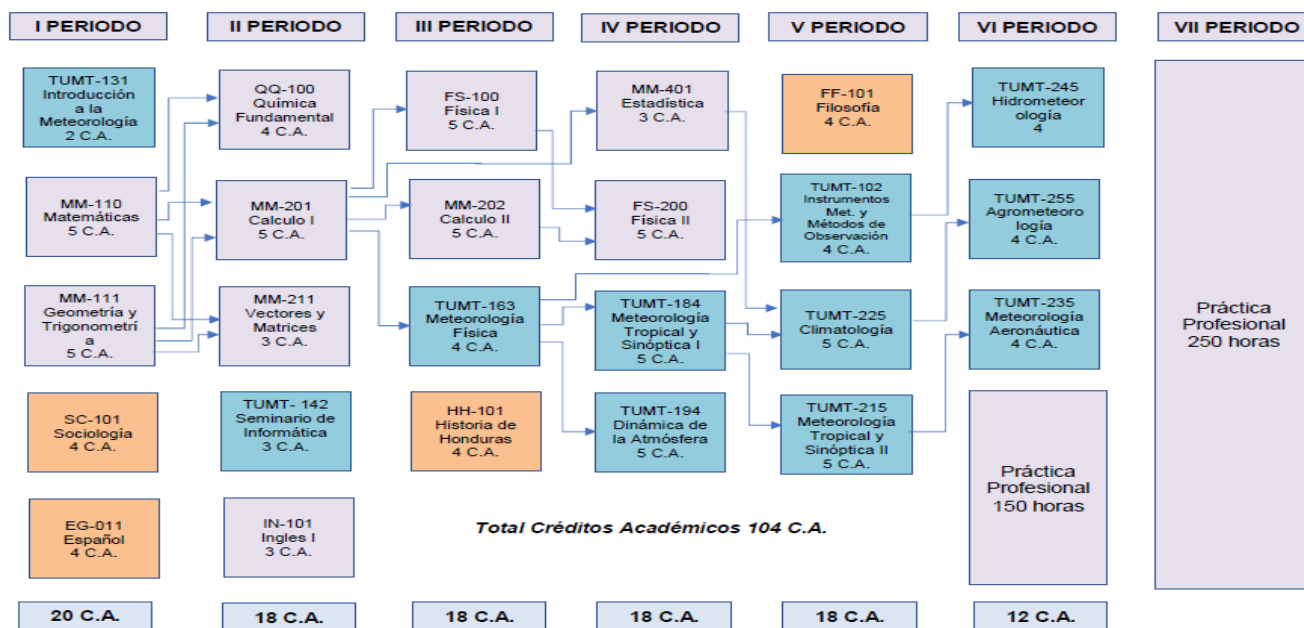 I PERIODO
II PERIODO
III PERIODO
IV PERIODO
V PERIODO
VI PERIODO
VII PERIODO
TUMT-131
Introducción
a la
Meteorología
2 C.A.
MM-110
Matemáticas
5 C.A.
MM-111
Geometría y
Trigonometrí
a
5 C.A.
SC-101
Sociología
4 C.A.
EG-011
Español
4 C.A.
20 C.A.
QQ-100
Química
Fundamental
4 C.A.
MM-201
Calculo I
5 C.A.
MM-211
Vectores y
Matrices
3 C.A.
TUMT- 142
Seminario de
Informática
3 C.A.
IN-101
Ingles I
3 C.A.
18 C.A.
FS-100
Física I
5 C.A.
MM-202
Calculo II
5 C.A.
TUMT-163
Meteorología
Física
4 C.A.
HH-101
Historia de
Honduras
4 C.A.
18 C.A.
MM-401
Estadística
3 C.A.
FS-200
Física II
5 C.A.
TUMT-184
Meteorología
Tropical y
Sinóptica I
5 C.A.
TUMT-194
Dinámica de
la Atmósfera
5 C.A.
Total Créditos Académicos 104 C.A.
18 C.A.
FF-101
Filosofía
4 C.A.
TUMT-102
Instrumentos
Met. y
Métodos de
Observación
4 C.A.
TUMT-225
Climatología
5 C.A.
TUMT-215
Meteorología
Tropical y
Sinóptica II
5 C.A.
18 C.A.
TUMT-245
Hidrometeor
ología
4
TUMT-255
Agrometeoro
logía
4 C.A.
TUMT-235
Meteorología
Aeronáutica
4 C.A.
Práctica
Profesional
150 horas
12 C.A.
Práctica
Profesional
250 horas